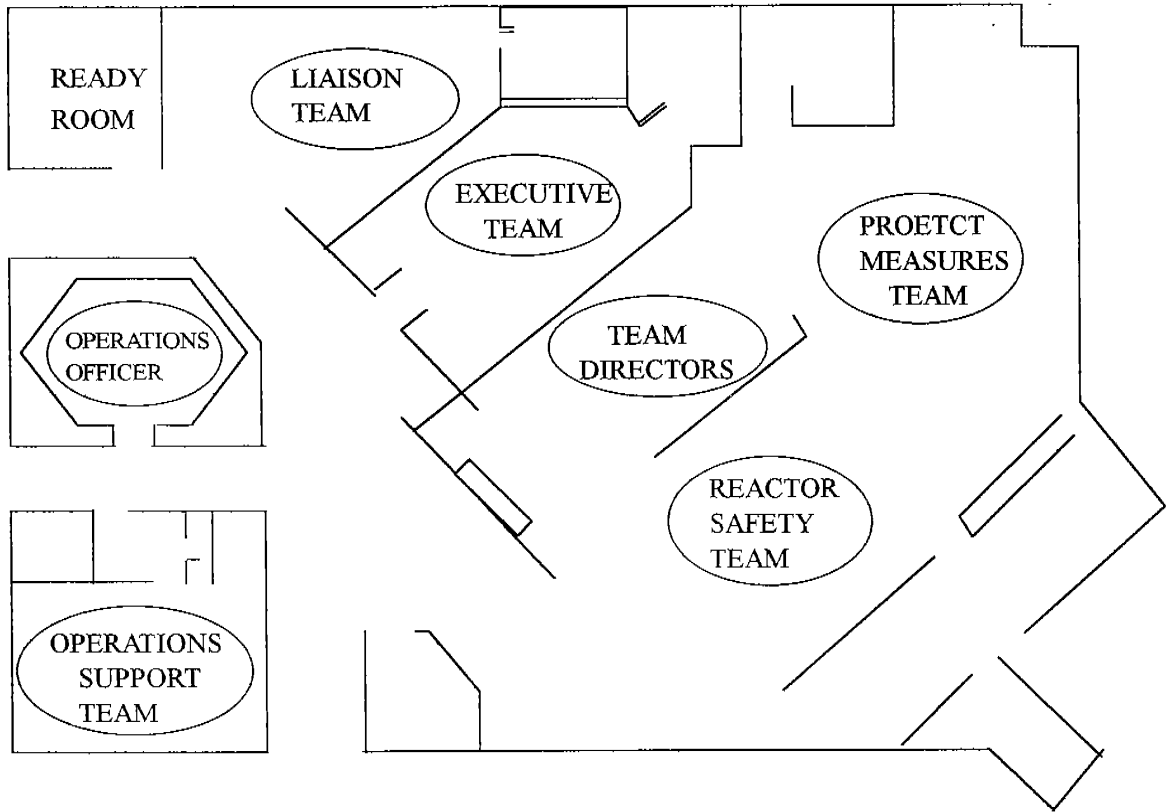 READY
ROOM
LIAISON
TEAM
EXECUTIVE
TEAM
PROETCT
MEASURES
TEAM
OPERATIONS
OFFICER
TEAM
DIRECTORS
REACTOR
SAFETY
TEAM
OPERATIONS
SUPPORT
TEAM